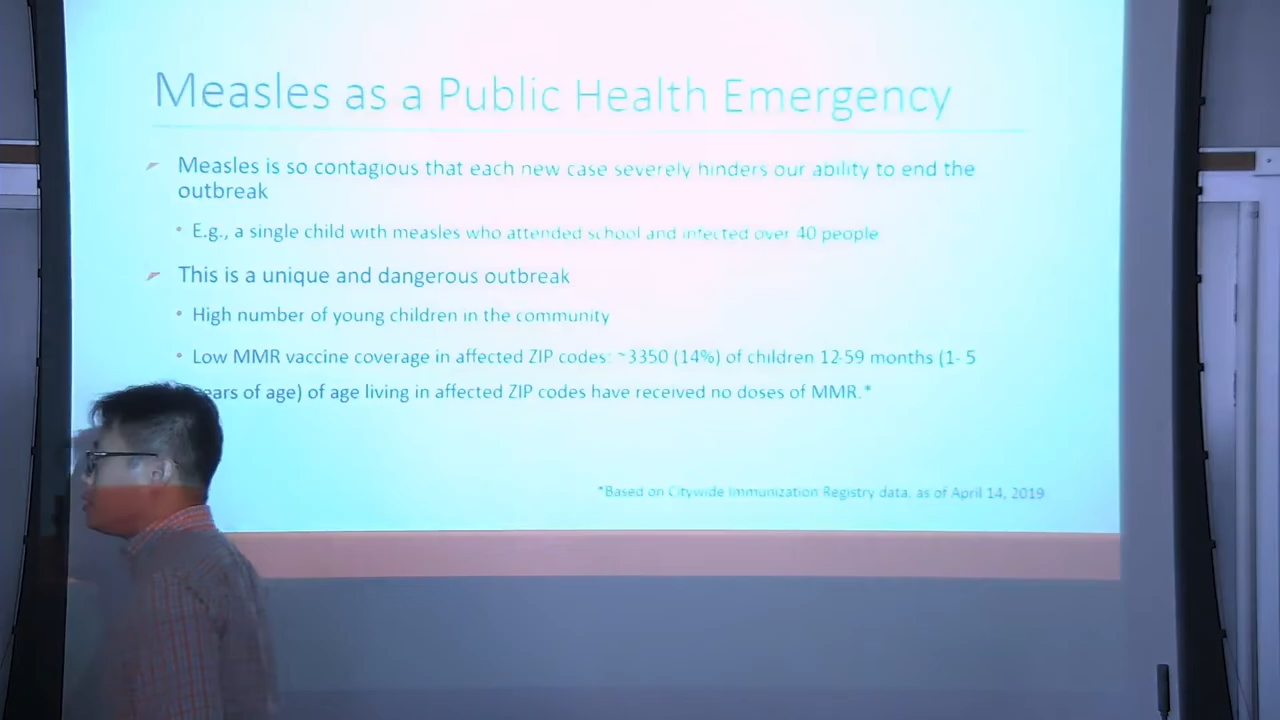 Measles as a Public Health Emergency
Measles is so contagious that each new case severely hinders our ability to end the
outbreak
E.g., a single child with measles who attended school and infected over 40 people
This is a unique and dangerous outbreak
High number of young children in the community
Low MMR vaccine coverage in affected ZIP codes: ~3350 (14%) of children 12-59 months (1- 5
ears of age) of age living in affected ZIP codes have received no doses of MMR.*
*Based on Citywide Immunization Registry data, as of April 14, 2019